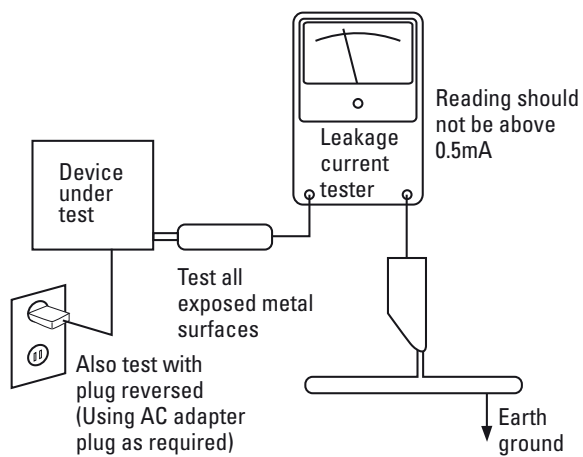 Device
under
test
Leakage
current
tester
Reading should
not be above
0.5mA
Test all
exposed metal
surfaces
Also test with
plug reversed
(Using AC adapter
plug as required)
Earth
ground